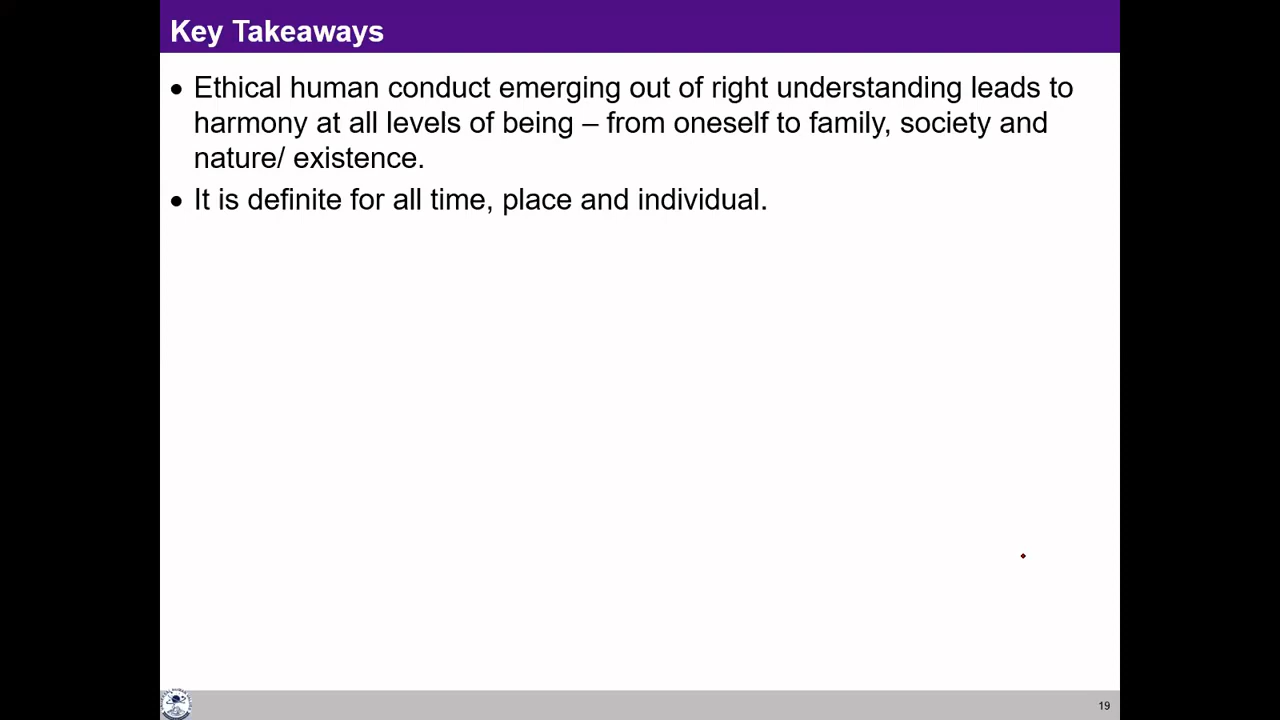 Key Takeaways
• Ethical human conduct emerging out of right understanding leads to
harmony at all levels of being – from oneself to family, society and
nature/ existence.
• It is definite for all time, place and individual.
19